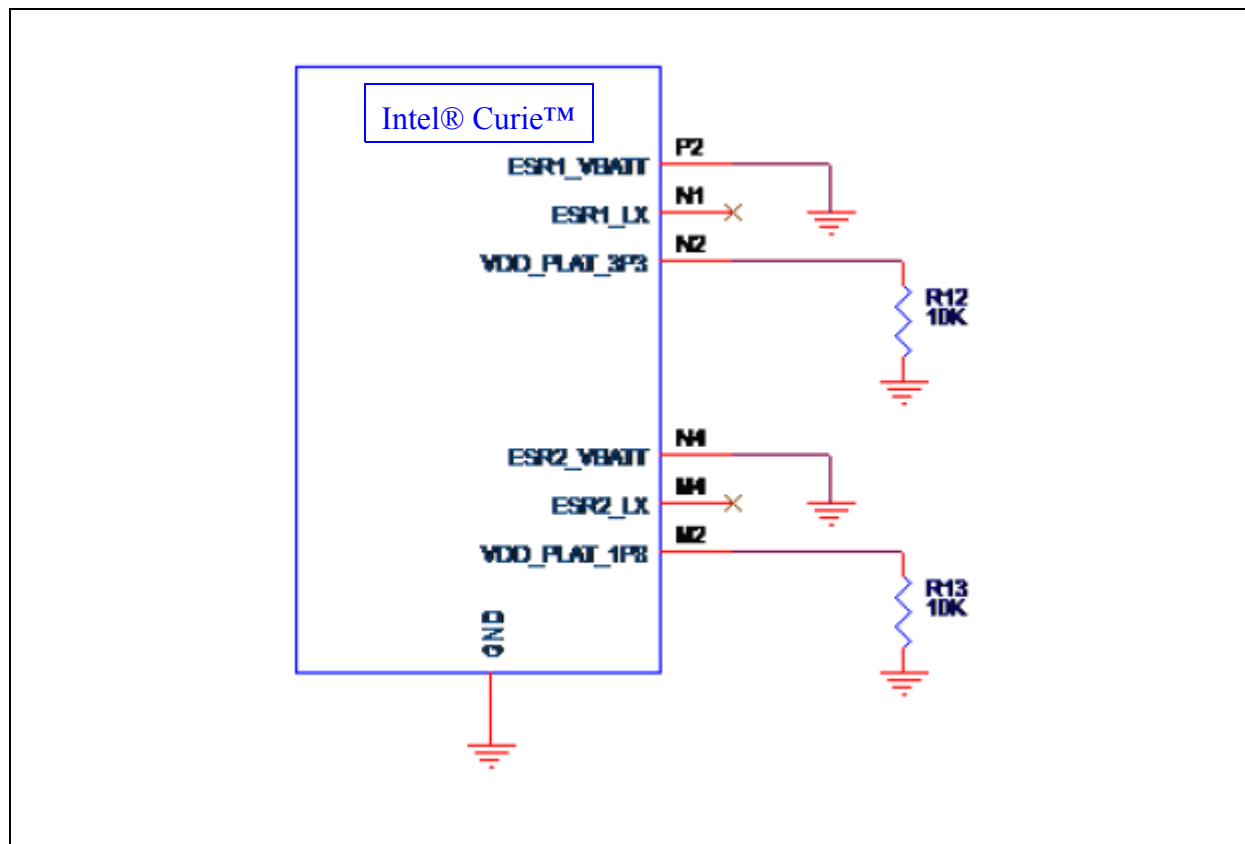 Intel® Curie™
P2
ESR1_VBATT
N1
ESR1_LX
N2
VDD_PLAT_3P3
R12
10K
N4
ESR2_VBATT
M4
ESR2_LX
M2
VDD_PLAT_1P8
R13
10K
GND